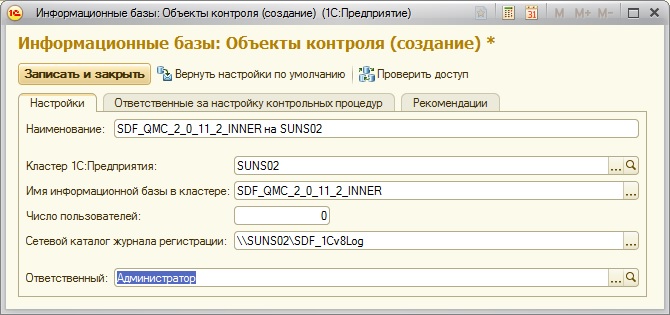 Информационные базы: Объекты контроля (создание) (1С:Предприятие)
M M+ M-
Информационные базы: Объекты контроля (создание) *
Записать и закрыть Вернуть настройки по умолчанию Проверить доступ
Настройки Ответственные за настройку контрольных процедур Рекомендации
Наименование: SDF_QMC_2_0_11_2_INNER на SUNS02
Кластер 1С:Предприятия: SUNS02 ...
Имя информационной базы в кластере: SDF_QMC_2_0_11_2_INNER ...
Число пользователей: 0
Сетевой каталог журнала регистрации: \\SUNS02\SDF_1Cv8Log ...
Ответственный: Администратор ...